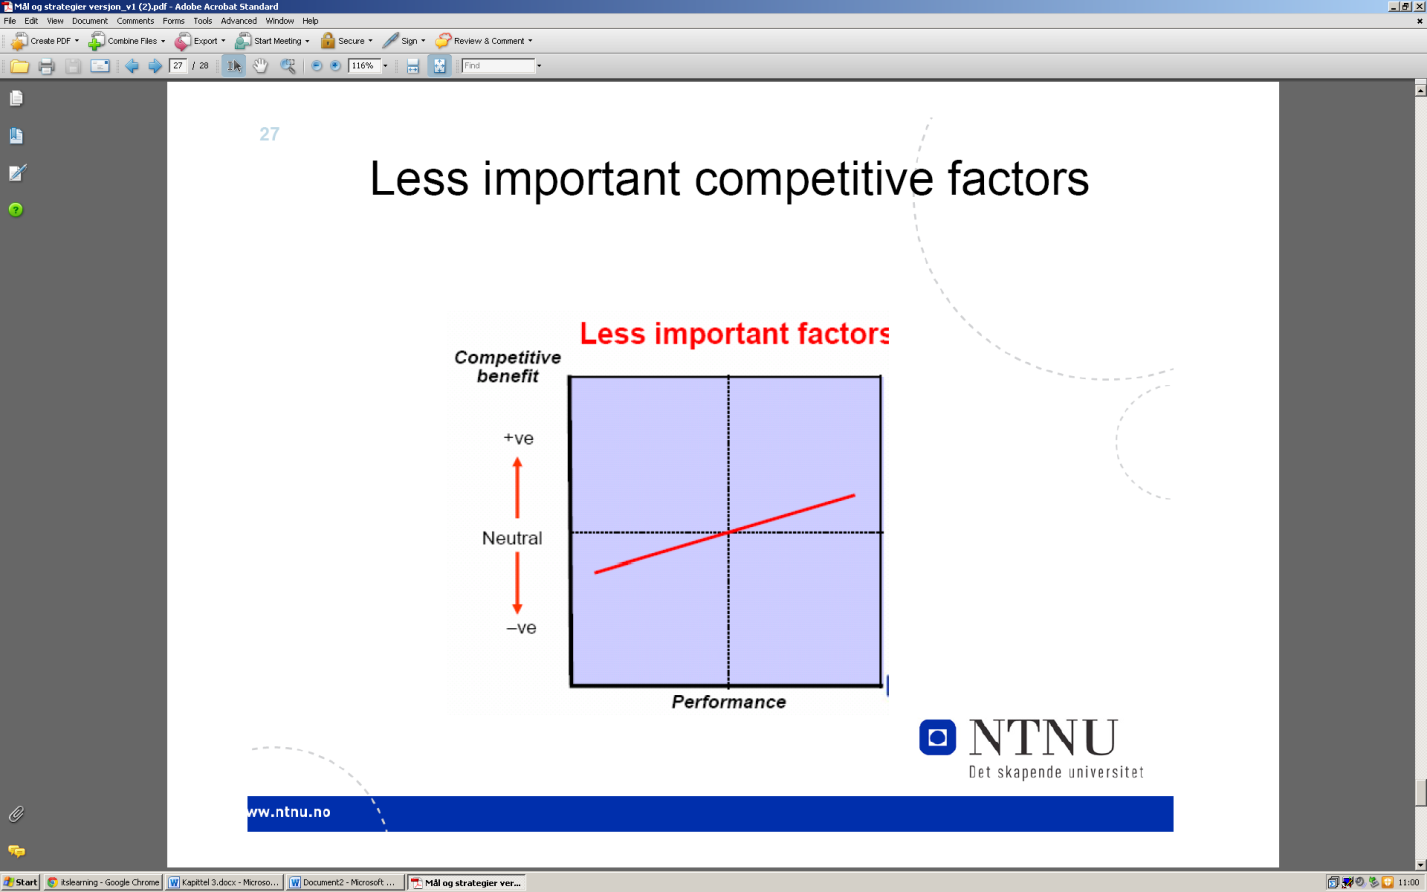 Mål og strategier versjon_v1 (2).pdf - Adobe Acrobat Standard
File Edit View Document Comments Forms Tools Advanced Window Help
Create PDF Combine Files Export Start Meeting Secure Sign Review & Comment
27 / 28 116% Find
27
Less important competitive factors
Less important factors
Competitive
benefit
+ve
Neutral
–ve
Performance
NTNU
Det skapende universitet
ww.ntnu.no
Start itslearning - Google Chrome Kapittel 3.docx - Microso... Document2 - Microsoft ... Mål og strategier ver... 11:00